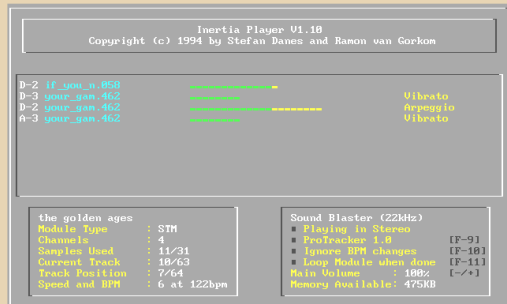 Inertia Player V1.10
Copyright (c) 1994 by Stefan Danes and Ramon van Gorkom
D-2 if_you_n.058
D-3 your_gam.462 Vibrato
D-2 your_gam.462 Arpeggio
A-3 your_gam.462 Vibrato
the golden ages
Module Type : STM
Channels : 4
Samples Used : 11/31
Current Track : 10/63
Track Position : 7/64
Speed and BPM : 6 at 122bpm
Sound Blaster (22kHz)
Playing in Stereo
ProTracker 1.0 [F-9]
Ignore BPM changes [F-10]
Loop Module when done [F-11]
Main Volume : 100% [-/+]
Memory Available: 475KB